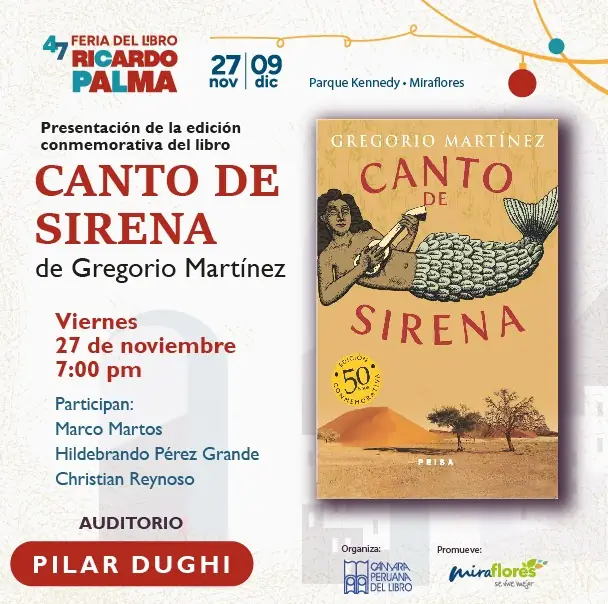 47 FERIA DEL LIBRO
RICARDO
PALMA
27 nov
09 dic
Parque Kennedy • Miraflores
Presentación de la edición
conmemorativa del libro
CANTO DE
SIRENA
de Gregorio Martínez
Viernes
27 de noviembre
7:00 pm
Participan:
Marco Martos
Hildebrando Pérez Grande
Christian Reynoso
AUDITORIO
PILAR DUGHI
GREGORIO MARTÍNEZ
CANTO
DE
SIRENA
EDICIÓN
50 años
CONMEMORATIVA
PEISA
Organiza:
CÁMARA
PERUANA
DEL LIBRO
Promueve:
miraflores
se vive mejor